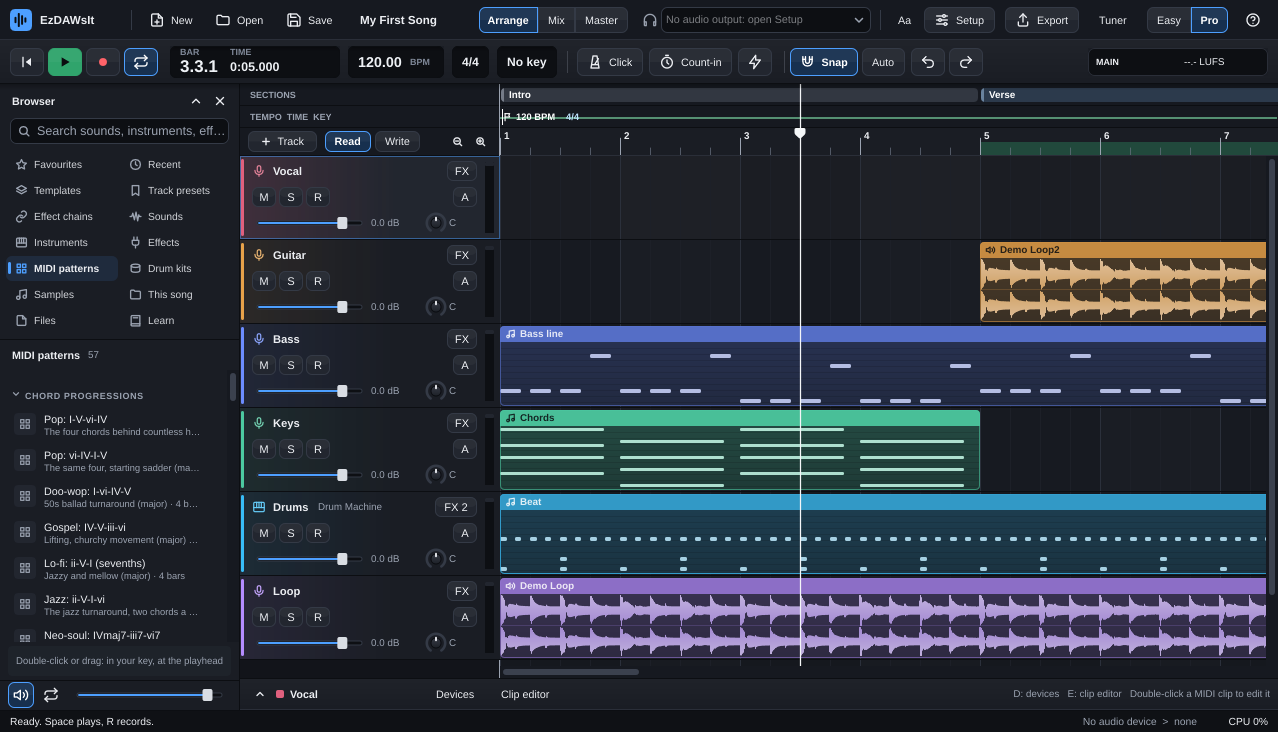 EzDAWsIt
New
Open
Save
My First Song
Arrange
Mix
Master
No audio output: open Setup
Aa
Setup
Export
Tuner
Easy
Pro
BAR
3.3.1
TIME
0:05.000
120.00 BPM
4/4
No key
Click
Count-in
Snap
Auto
MAIN
--.- LUFS
Browser
Search sounds, instruments, eff…
Favourites
Recent
Templates
Track presets
Effect chains
Sounds
Instruments
Effects
MIDI patterns
Drum kits
Samples
This song
Files
Learn
MIDI patterns 57
CHORD PROGRESSIONS
Pop: I-V-vi-IV
The four chords behind countless h…
Pop: vi-IV-I-V
The same four, starting sadder (ma…
Doo-wop: I-vi-IV-V
50s ballad turnaround (major) · 4 b…
Gospel: IV-V-iii-vi
Lifting, churchy movement (major) …
Lo-fi: ii-V-I (sevenths)
Jazzy and mellow (major) · 4 bars
Jazz: ii-V-I-vi
The jazz turnaround, two chords a …
Neo-soul: IVmaj7-iii7-vi7
Double-click or drag: in your key, at the playhead
SECTIONS
Intro
Verse
TEMPO TIME KEY
120 BPM 4/4
Track
Read
Write
1 2 3 4 5 6 7
Vocal
FX
M S R
A
0.0 dB
C
Guitar
FX
M S R
A
0.0 dB
C
Demo Loop2
Bass
FX
M S R
A
0.0 dB
C
Bass line
Keys
FX
M S R
A
0.0 dB
C
Chords
Drums Drum Machine
FX 2
M S R
A
0.0 dB
C
Beat
Loop
FX
M S R
A
0.0 dB
C
Demo Loop
Vocal
Devices
Clip editor
D: devices E: clip editor Double-click a MIDI clip to edit it
Ready. Space plays, R records.
No audio device > none
CPU 0%